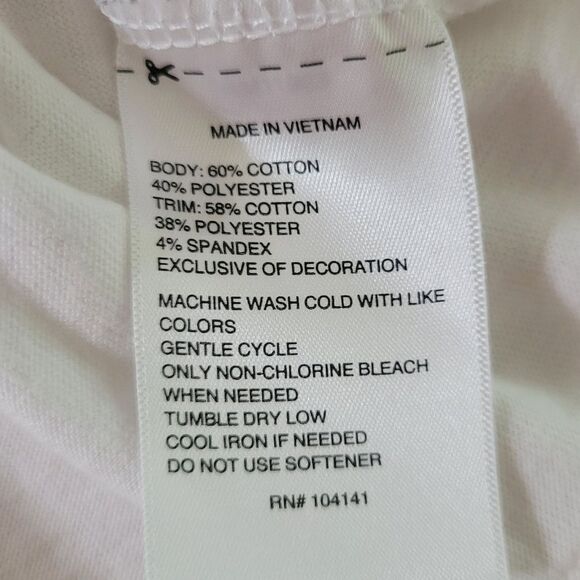 MADE IN VIETNAM
BODY: 60% COTTON
40% POLYESTER
TRIM: 58% COTTON
38% POLYESTER
4% SPANDEX
EXCLUSIVE OF DECORATION
MACHINE WASH COLD WITH LIKE
COLORS
GENTLE CYCLE
ONLY NON-CHLORINE BLEACH
WHEN NEEDED
TUMBLE DRY LOW
COOL IRON IF NEEDED
DO NOT USE SOFTENER
RN# 104141